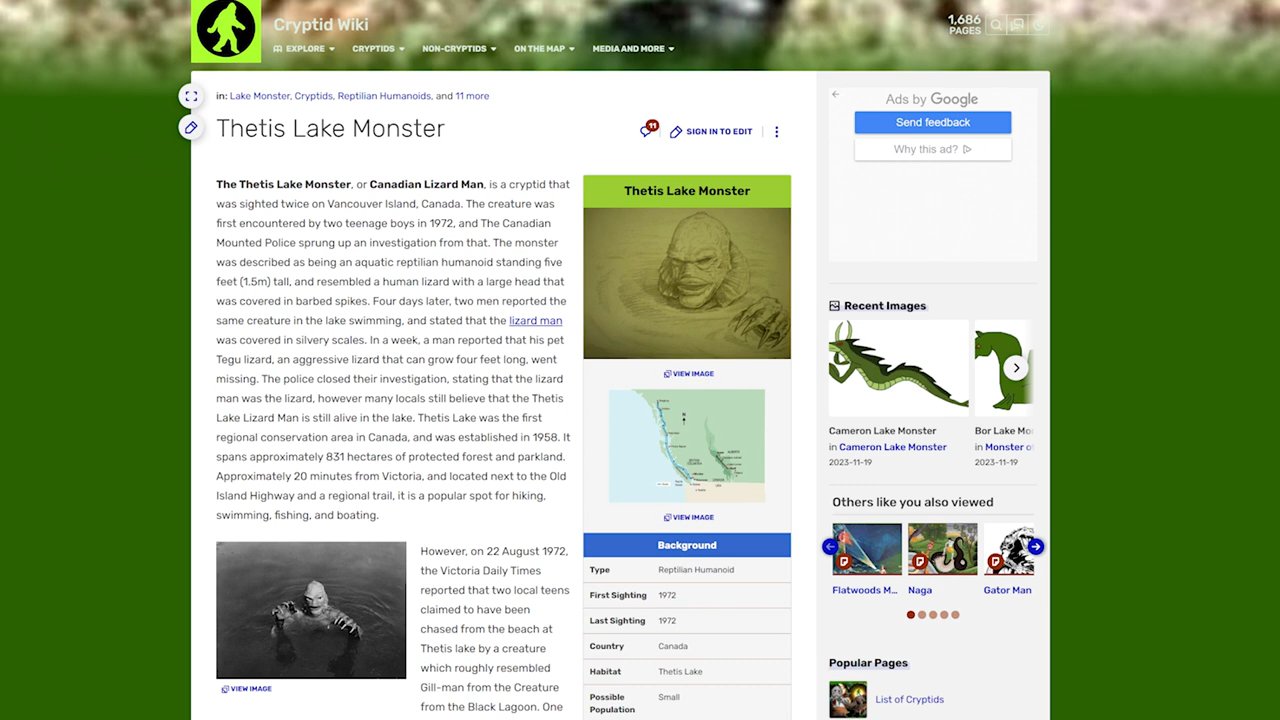 Cryptid Wiki
EXPLORE
CRYPTIDS
NON-CRYPTIDS
ON THE MAP
MEDIA AND MORE
1,686
PAGES
in: Lake Monster, Cryptids, Reptilian Humanoids, and 11 more
Thetis Lake Monster
11
SIGN IN TO EDIT
The Thetis Lake Monster, or Canadian Lizard Man, is a cryptid that
was sighted twice on Vancouver Island, Canada. The creature was
first encountered by two teenage boys in 1972, and The Canadian
Mounted Police sprung up an investigation from that. The monster
was described as being an aquatic reptilian humanoid standing five
feet (1.5m) tall, and resembled a human lizard with a large head that
was covered in barbed spikes. Four days later, two men reported the
same creature in the lake swimming, and stated that the lizard man
was covered in silvery scales. In a week, a man reported that his pet
Tegu lizard, an aggressive lizard that can grow four feet long, went
missing. The police closed their investigation, stating that the lizard
man was the lizard, however many locals still believe that the Thetis
Lake Lizard Man is still alive in the lake. Thetis Lake was the first
regional conservation area in Canada, and was established in 1958. It
spans approximately 831 hectares of protected forest and parkland.
Approximately 20 minutes from Victoria, and located next to the Old
Island Highway and a regional trail, it is a popular spot for hiking,
swimming, fishing, and boating.
VIEW IMAGE
However, on 22 August 1972,
the Victoria Daily Times
reported that two local teens
claimed to have been
chased from the beach at
Thetis lake by a creature
which roughly resembled
Gill-man from the Creature
from the Black Lagoon. One
Thetis Lake Monster
VIEW IMAGE
VIEW IMAGE
Background
Type Reptilian Humanoid
First Sighting 1972
Last Sighting 1972
Country Canada
Habitat Thetis Lake
Possible Small
Population
Ads by Google
Send feedback
Why this ad?
Recent Images
Cameron Lake Monster
in Cameron Lake Monster
2023-11-19
Bor Lake Mo
in Monster o
2023-11-19
Others like you also viewed
Flatwoods M...
Naga
Gator Man
Popular Pages
List of Cryptids